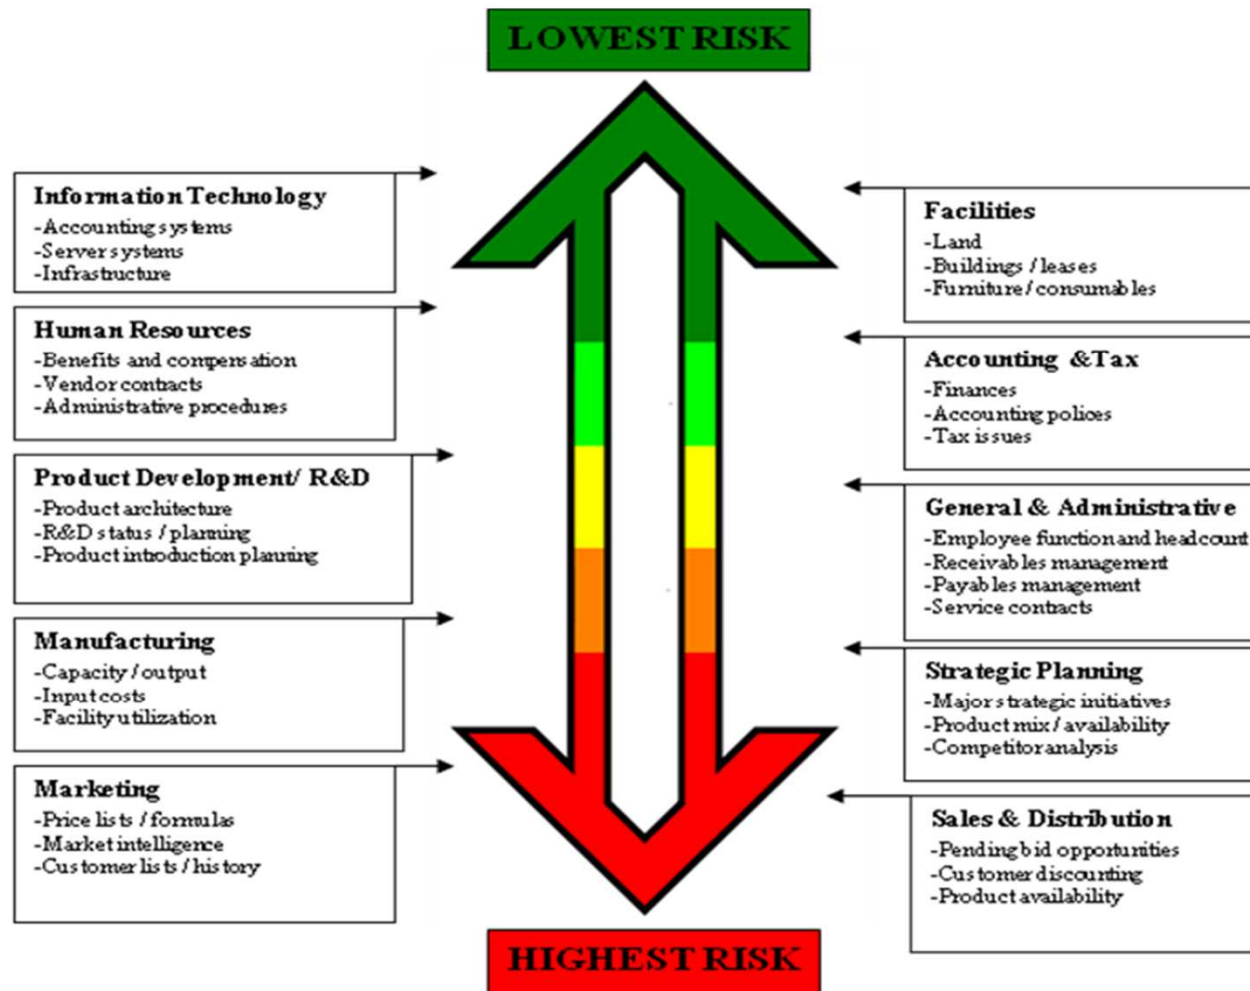 LOWEST RISK
Information Technology
-Accounting systems
-Server systems
-Infrastructure
Human Resources
-Benefits and compensation
-Vendor contracts
-Administrative procedures
Product Development/ R&D
-Product architecture
-R&D status / planning
-Product introduction planning
Manufacturing
-Capacity / output
-Input costs
-Facility utilization
Marketing
-Price lists / formulas
-Market intelligence
-Customer lists / history
Facilities
-Land
-Buildings / leases
-Furniture / consumables
Accounting &Tax
-Finances
-Accounting polices
-Tax issues
General & Administrative
-Employee function and headcount
-Receivables management
-Payables management
-Service contracts
Strategic Planning
-Major strategic initiatives
-Product mix / availability
-Competitor analysis
Sales & Distribution
-Pending bid opportunities
-Customer discounting
-Product availability
HIGHEST RISK